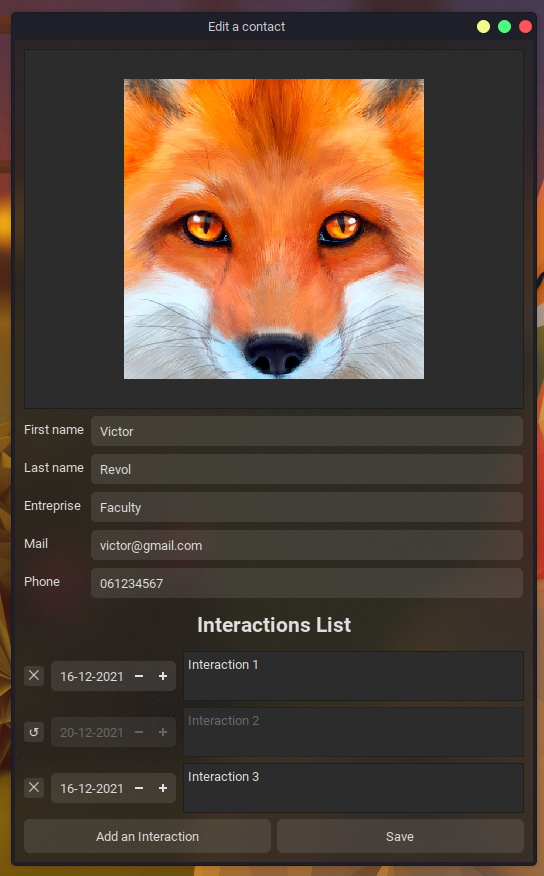 Edit a contact
First name Victor
Last name Revol
Entreprise Faculty
Mail victor@gmail.com
Phone 061234567
Interactions List
16-12-2021 − + Interaction 1
↺ 20-12-2021 − + Interaction 2
16-12-2021 − + Interaction 3
Add an Interaction Save